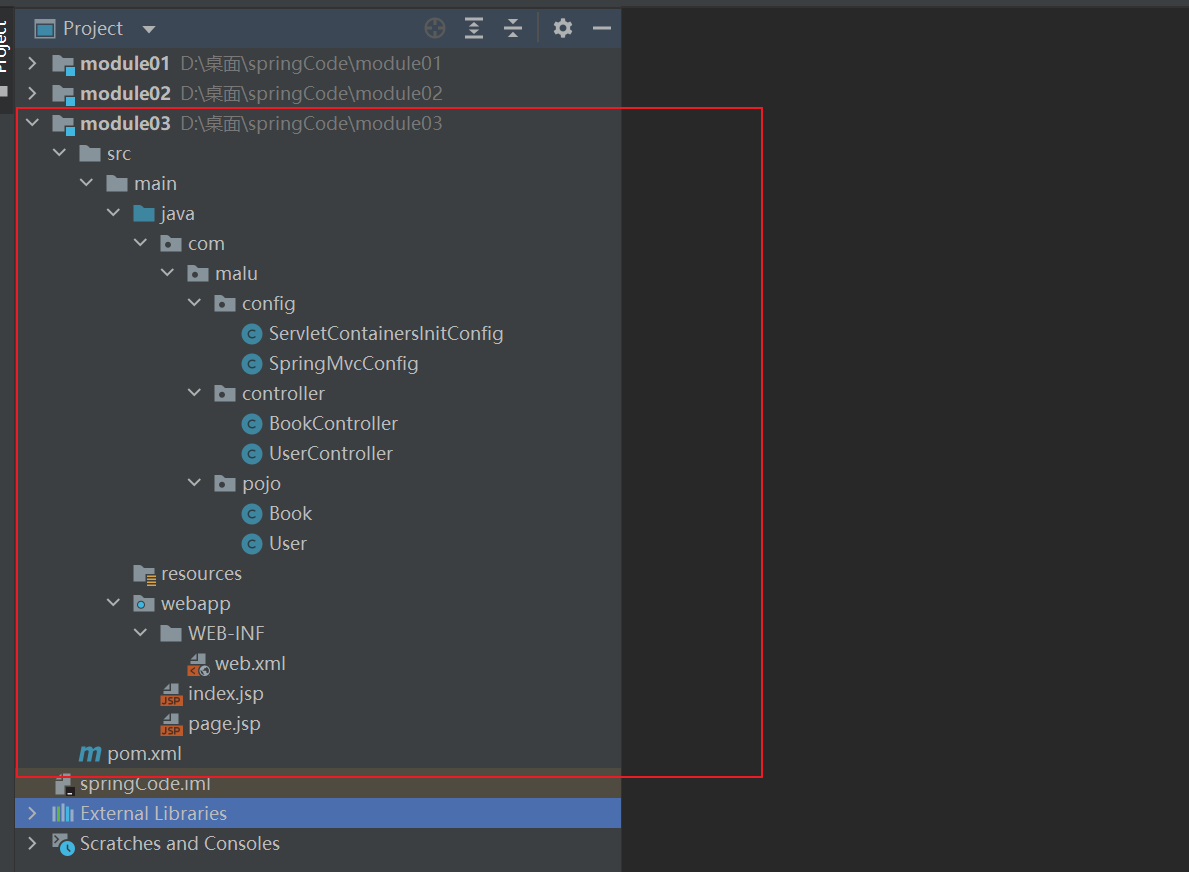 Project
Project
module01 D:\桌面\springCode\module01
module02 D:\桌面\springCode\module02
module03 D:\桌面\springCode\module03
src
main
java
com
malu
config
ServletContainersInitConfig
SpringMvcConfig
controller
BookController
UserController
pojo
Book
User
resources
webapp
WEB-INF
web.xml
index.jsp
page.jsp
pom.xml
springCode.iml
External Libraries
Scratches and Consoles